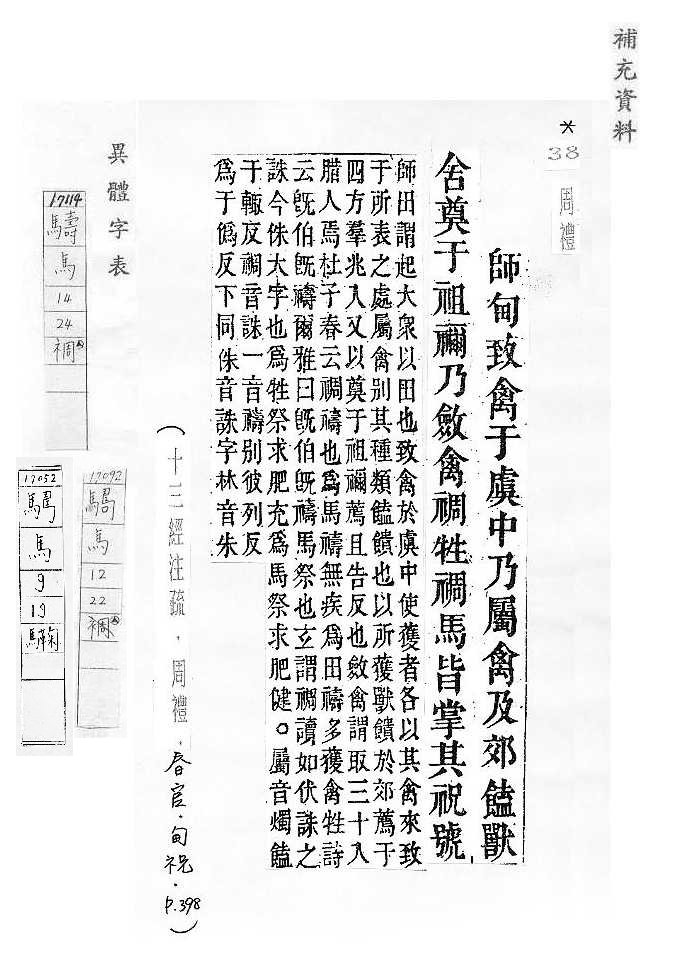 補充資料
*
38
周禮
師甸致禽于虞中乃屬禽及郊饁獸
舍奠于祖禰乃斂禽禂牲禂馬皆掌其祝號
師田謂起大衆以田也致禽於虞中使獲者各以其禽來致
于所表之處屬禽別其種類饁饋也以所獲獸饋於郊薦于
四方羣兆入又以奠于祖禰薦且告反也斂禽謂取三十入
腊人焉杜子春云禂禱也爲馬禱無疾爲田禱多獲禽牲詩
云旣伯旣禱爾雅曰旣伯旣禱馬祭也玄謂禂讀如伏誅之
誅今侏大字也爲牲祭求肥充爲馬祭求肥健。屬音燭饁
于輒反禂音誅一音禱別彼列反
爲于僞反下同侏音誅字林音朱
(十三經注疏.周禮.春官.甸祝.p.398)
異體字表
17114
䮻
馬
14
24
禂
17092
馬
12
22
禂
17052
馬
9
19